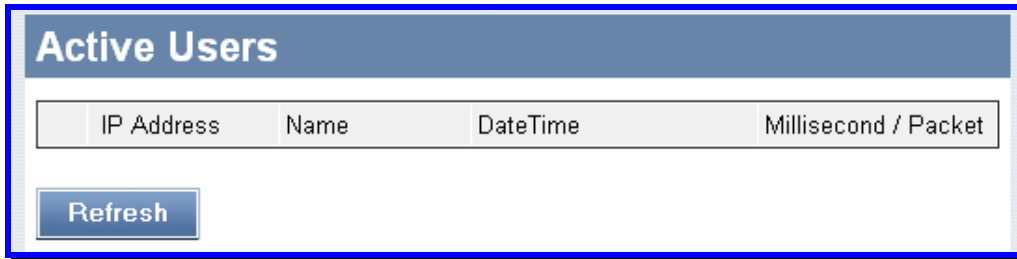 Active Users
IP Address Name DateTime Millisecond / Packet
Refresh